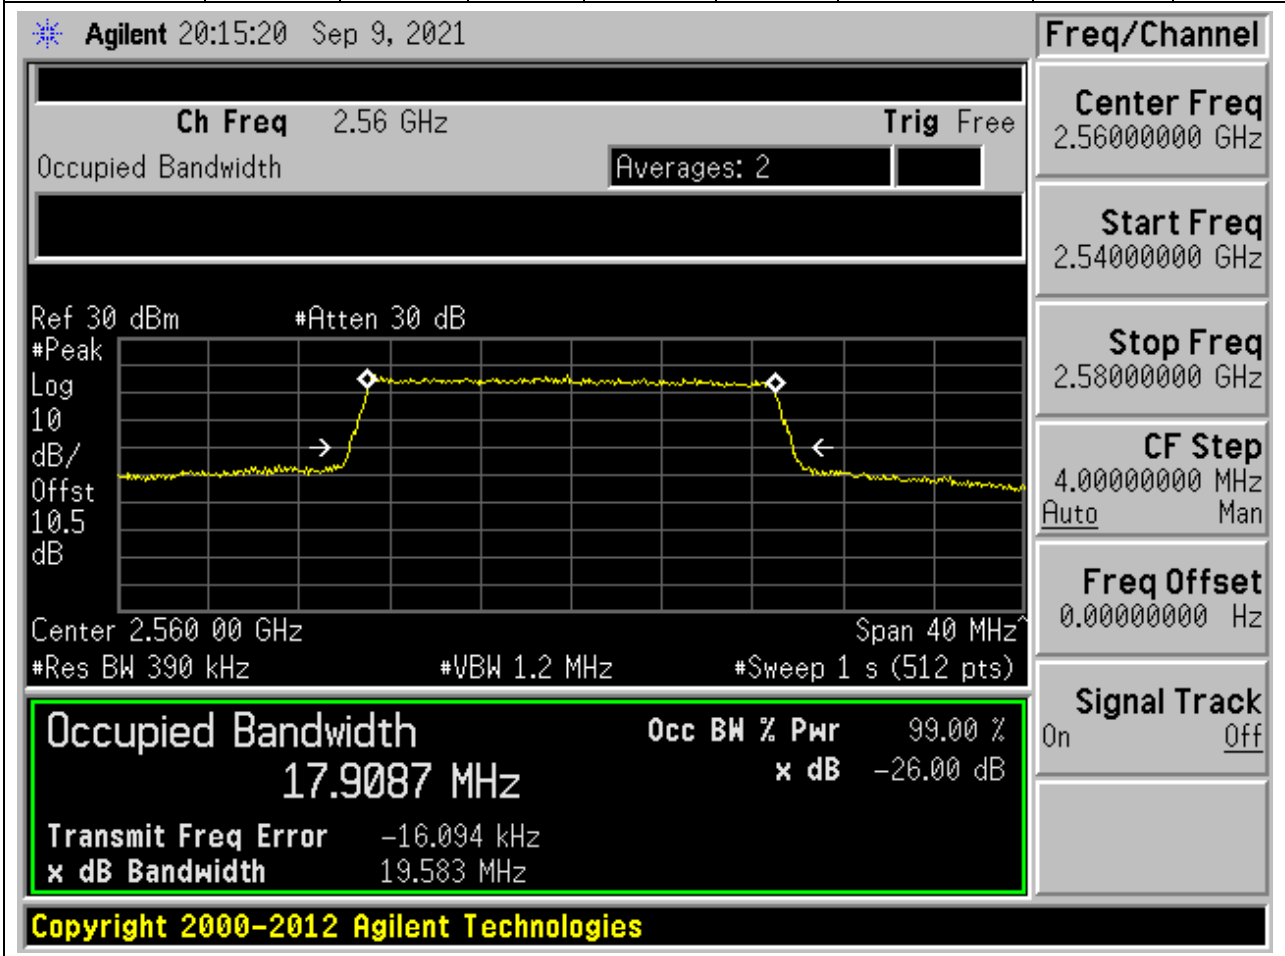 Agilent 20:15:20 Sep 9, 2021
Freq/Channel
Ch Freq 2.56 GHz Trig Free
Occupied Bandwidth Averages: 2
Center Freq
2.56000000 GHz
Start Freq
2.54000000 GHz
Stop Freq
2.58000000 GHz
CF Step
4.00000000 MHz
Auto Man
Freq Offset
0.00000000 Hz
Signal Track
On Off
Ref 30 dBm #Atten 30 dB
#Peak
Log
10
dB/
Offst
10.5
dB
Center 2.560 00 GHz Span 40 MHz^
#Res BW 390 kHz #VBW 1.2 MHz #Sweep 1 s (512 pts)
Occupied Bandwidth Occ BW % Pwr 99.00 %
17.9087 MHz x dB -26.00 dB
Transmit Freq Error -16.094 kHz
x dB Bandwidth 19.583 MHz
Copyright 2000-2012 Agilent Technologies